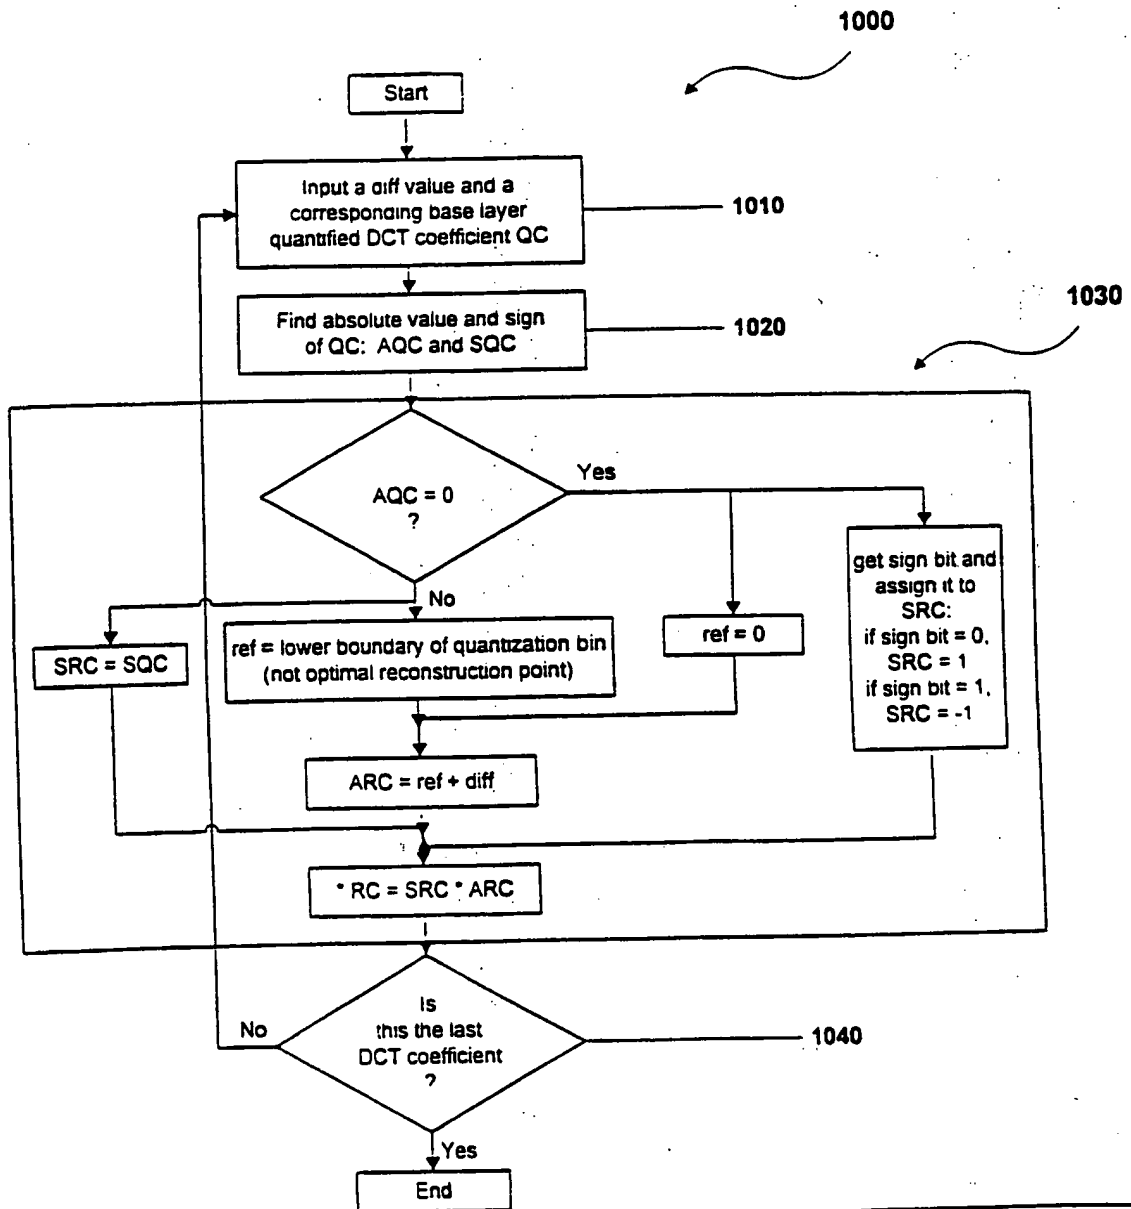 1000
Start
Input a diff value and a
corresponding base layer
quantified DCT coefficient QC
1010
Find absolute value and sign
of QC: AQC and SQC
1020
1030
AQC = 0
?
Yes
No
SRC = SQC
ref = lower boundary of quantization bin
(not optimal reconstruction point)
ref = 0
get sign bit and
assign it to
SRC:
if sign bit = 0,
SRC = 1
if sign bit = 1,
SRC = -1
ARC = ref + diff
* RC = SRC * ARC
Is
this the last
DCT coefficient
?
No
1040
Yes
End